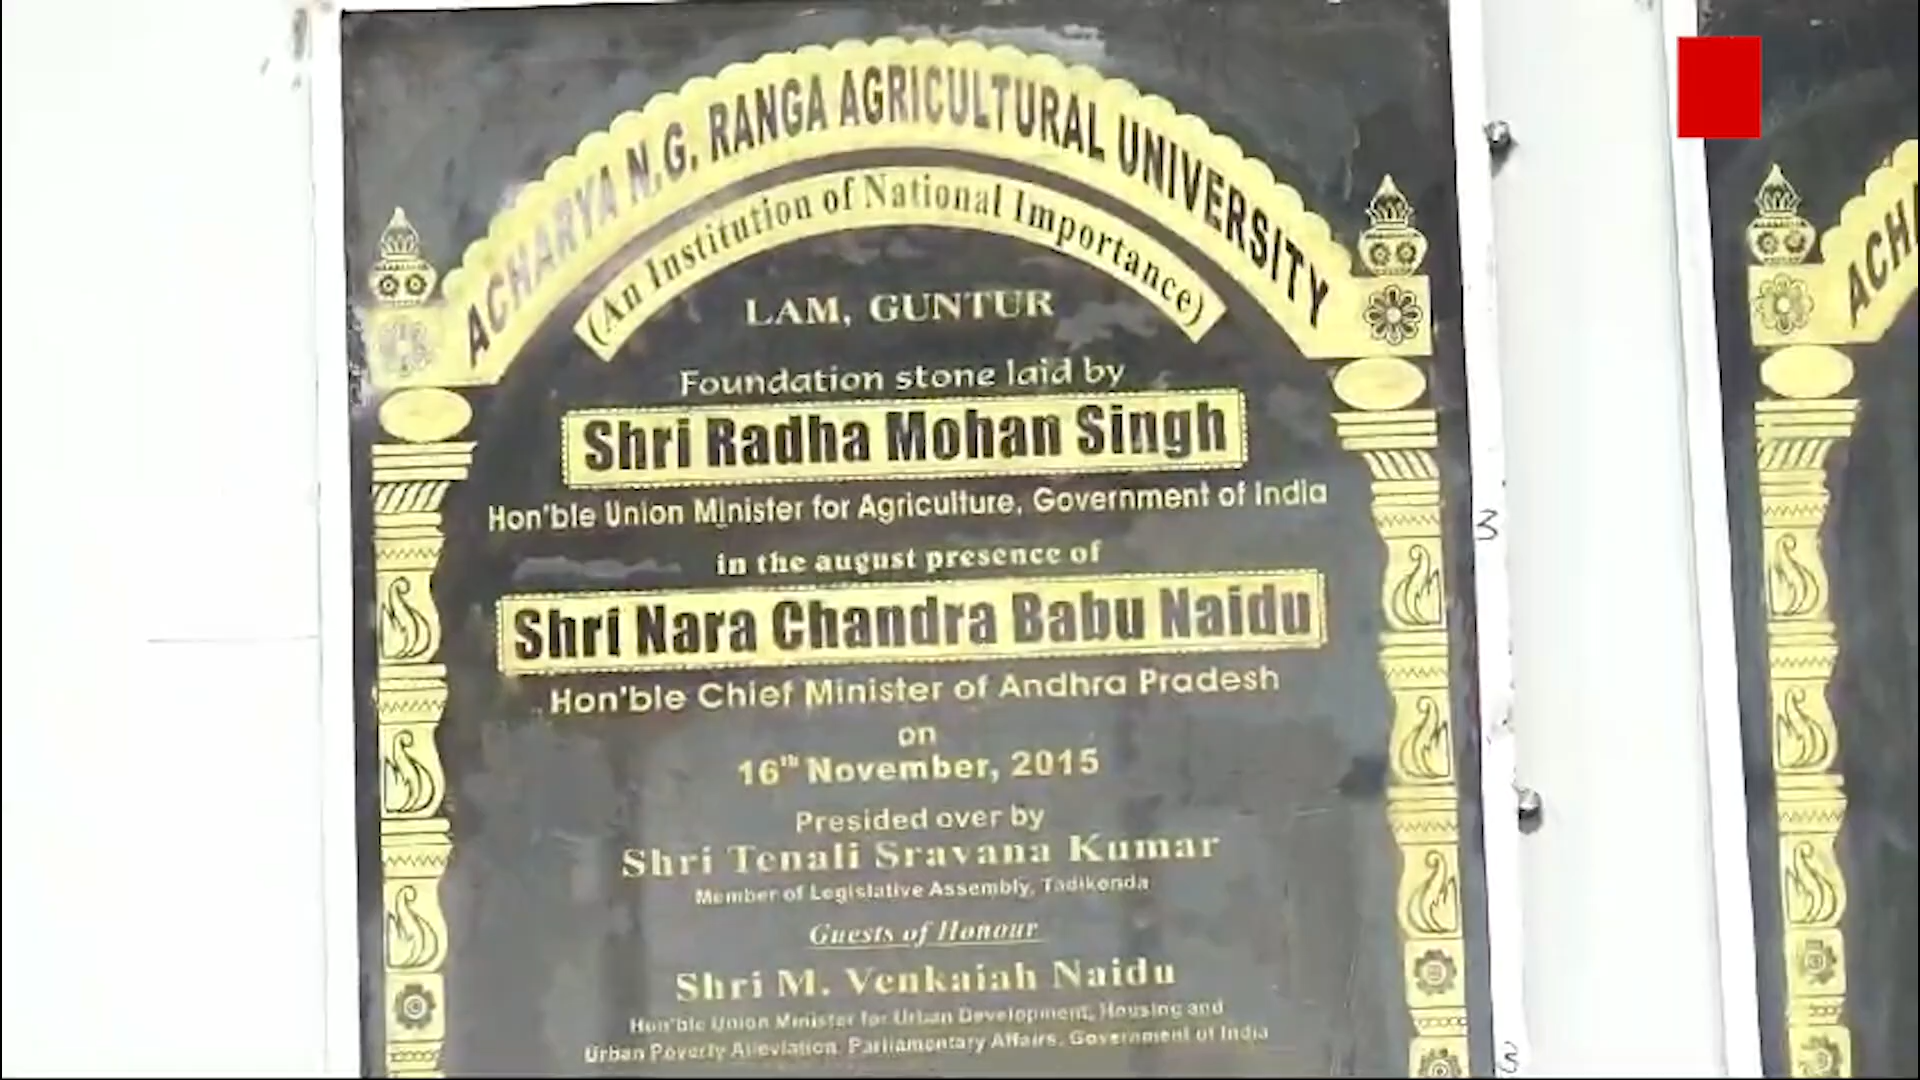 ACHARYA N.G. RANGA AGRICULTURAL UNIVERSITY
(An Institution of National Importance)
LAM, GUNTUR
Foundation stone laid by
Shri Radha Mohan Singh
Hon'ble Union Minister for Agriculture, Government of India
in the august presence of
Shri Nara Chandra Babu Naidu
Hon'ble Chief Minister of Andhra Pradesh
on
16th November, 2015
Presided over by
Shri Tenali Sravana Kumar
Member of Legislative Assembly, Tadikonda
Guests of Honour
Shri M. Venkaiah Naidu
Hon'ble Union Minister for Urban Development, Housing and
Urban Poverty Alleviation, Parliamentary Affairs, Government of India
ACH
3
3